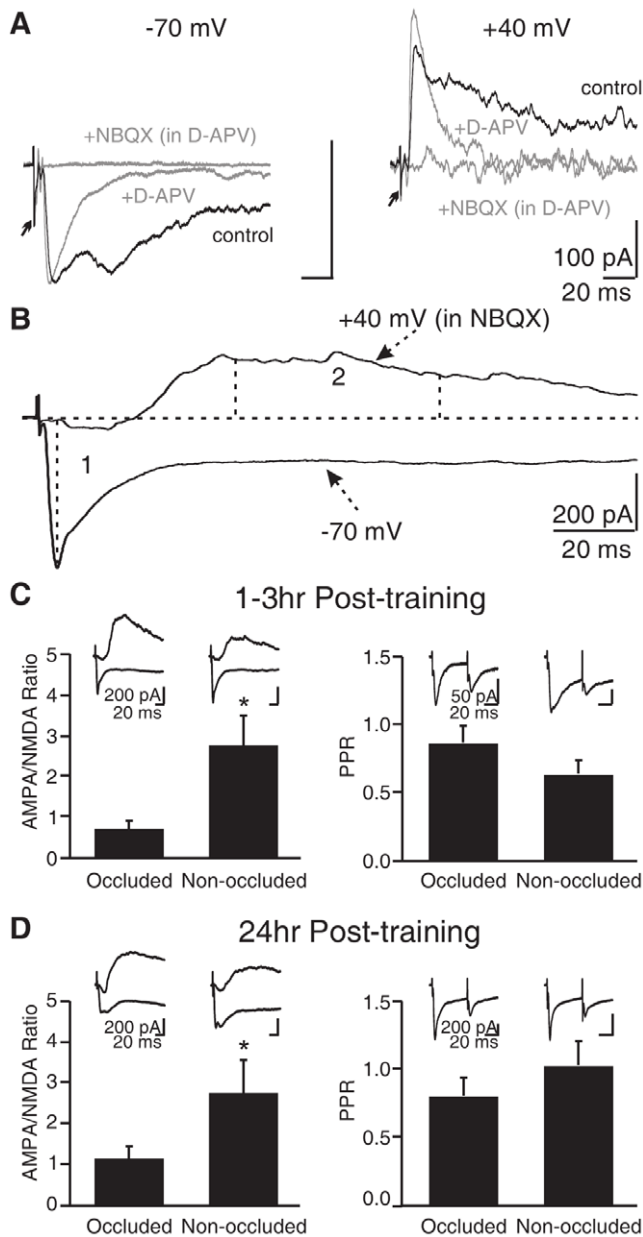 A
-70 mV
+40 mV
control
+NBQX (in D-APV)
+D-APV
control
+D-APV
+NBQX (in D-APV)
100 pA
20 ms
B
+40 mV (in NBQX)
2
1
-70 mV
200 pA
20 ms
C
1-3hr Post-training
AMPA/NMDA Ratio
5
4
3
2
1
0
200 pA
20 ms
*
Occluded
Non-occluded
PPR
1.5
1.0
0.5
0.0
50 pA
20 ms
Occluded
Non-occluded
D
24hr Post-training
AMPA/NMDA Ratio
5
4
3
2
1
0
200 pA
20 ms
*
Occluded
Non-occluded
PPR
1.5
1.0
0.5
0.0
200 pA
20 ms
Occluded
Non-occluded